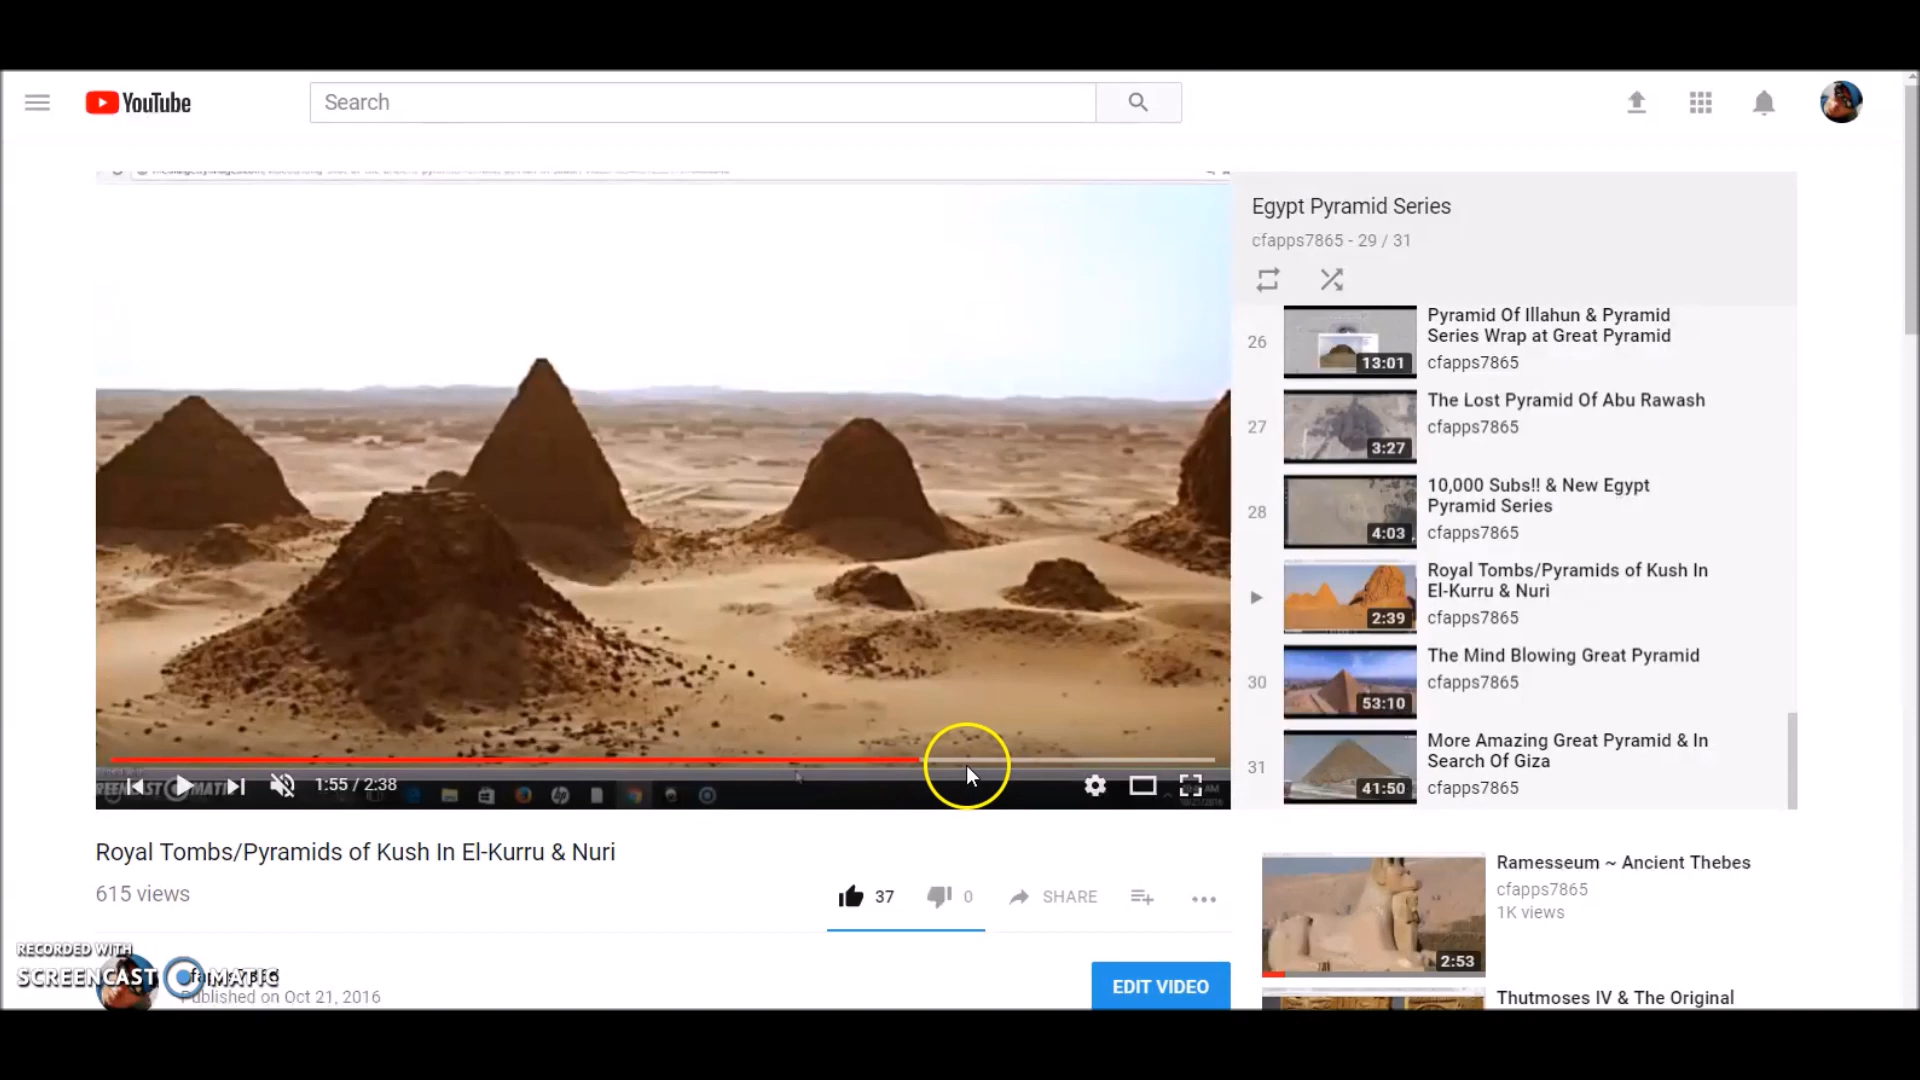 YouTube
Search
Egypt Pyramid Series
cfapps7865 - 29 / 31
26
Pyramid Of Illahun & Pyramid
Series Wrap at Great Pyramid
13:01
cfapps7865
27
The Lost Pyramid Of Abu Rawash
cfapps7865
3:27
28
10,000 Subs!! & New Egypt
Pyramid Series
4:03
cfapps7865
Royal Tombs/Pyramids of Kush In
El-Kurru & Nuri
2:39
cfapps7865
30
The Mind Blowing Great Pyramid
cfapps7865
53:10
31
More Amazing Great Pyramid & In
Search Of Giza
41:50
cfapps7865
1:55 / 2:38
Royal Tombs/Pyramids of Kush In El-Kurru & Nuri
615 views
37
0
SHARE
Ramesseum ~ Ancient Thebes
cfapps7865
1K views
2:53
RECORDED WITH
SCREENCAST MATIC
Published on Oct 21, 2016
EDIT VIDEO
Thutmoses IV & The Original